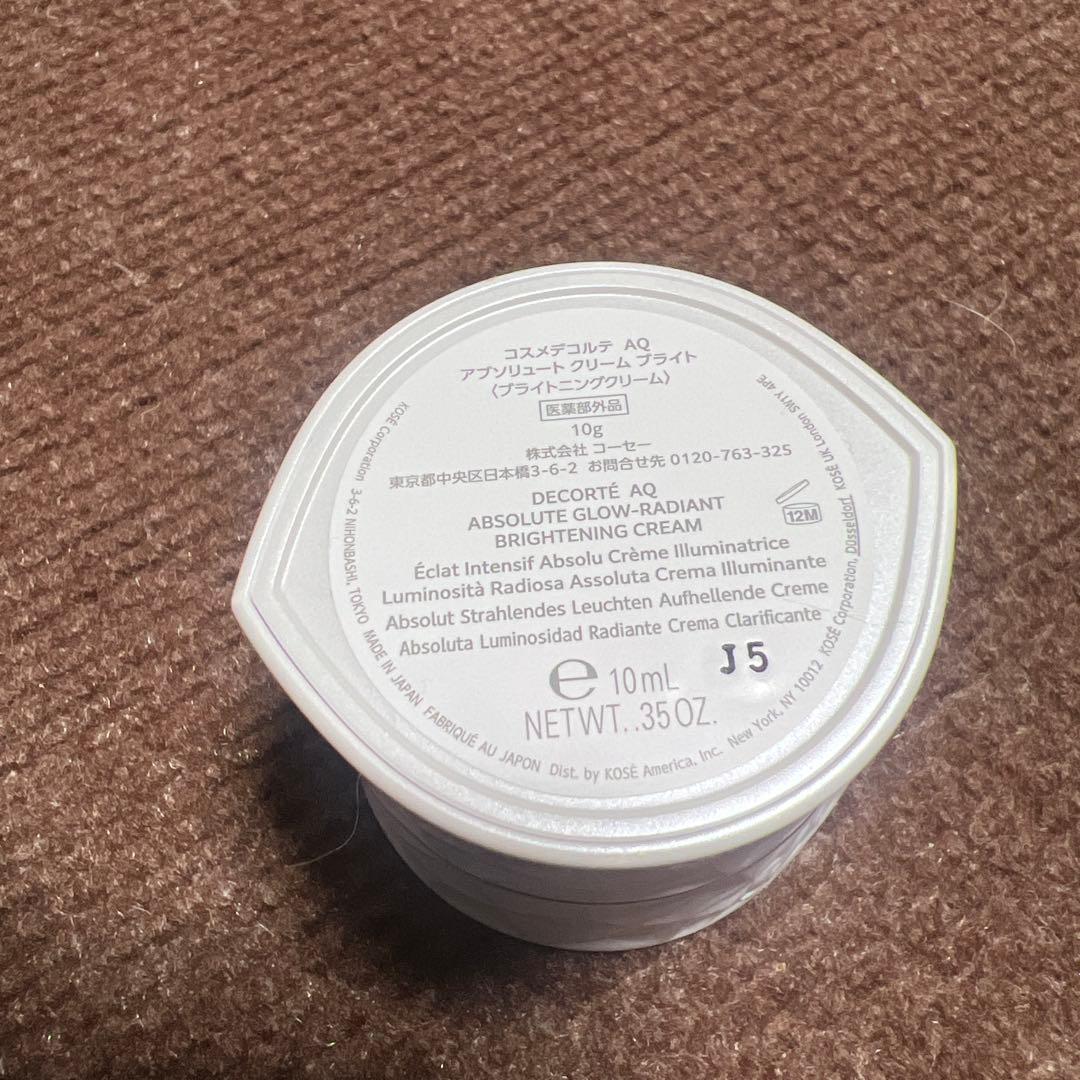 コスメデコルテ AQ
アブソリュート クリーム ブライト
〈ブライトニングクリーム〉
医薬部外品
10g
株式会社 コーセー
東京都中央区日本橋3-6-2 お問合せ先 0120-763-325
DECORTÉ AQ
ABSOLUTE GLOW-RADIANT
BRIGHTENING CREAM
12M
Éclat Intensif Absolu Crème Illuminatrice
Luminosità Radiosa Assoluta Crema Illuminante
Absolut Strahlendes Leuchten Aufhellende Creme
Absoluta Luminosidad Radiante Crema Clarificante
J5
e 10mL
NETWT..35OZ.
KOSÉ Corporation 3-6-2 NIHONBASHI, TOKYO MADE IN JAPAN FABRIQUÉ AU JAPON Dist. by KOSÉ America, Inc. New York, NY 10012 KOSÉ Corporation, Düsseldorf KOSÉ UK London SW1Y 4PE